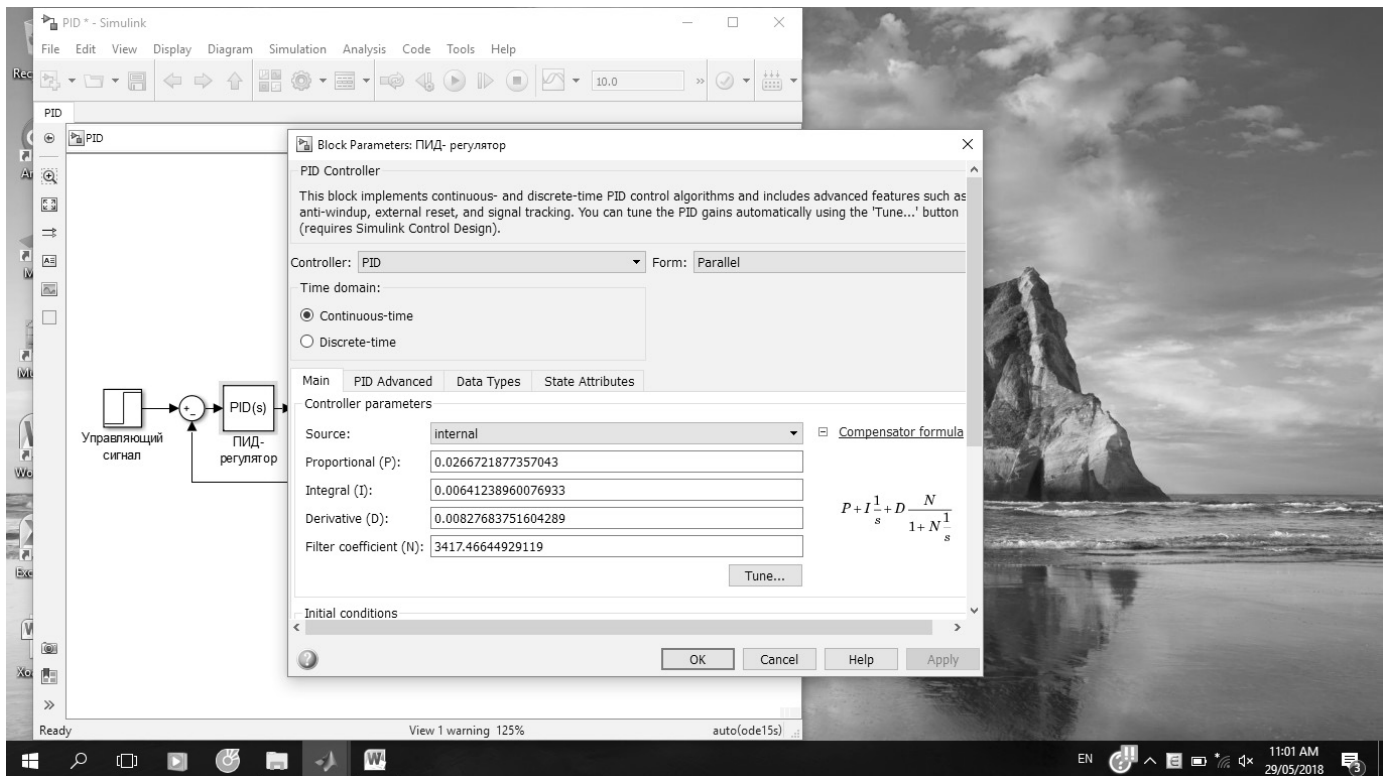 PID * - Simulink
File Edit View Display Diagram Simulation Analysis Code Tools Help
10.0
PID
PID
Block Parameters: ПИД- регулятор
PID Controller
This block implements continuous- and discrete-time PID control algorithms and includes advanced features such as
anti-windup, external reset, and signal tracking. You can tune the PID gains automatically using the 'Tune...' button
(requires Simulink Control Design).
Controller: PID Form: Parallel
Time domain:
Continuous-time
Discrete-time
Main PID Advanced Data Types State Attributes
Controller parameters
Source: internal Compensator formula
Proportional (P): 0.0266721877357043
Integral (I): 0.00641238960076933
Derivative (D): 0.00827683751604289
Filter coefficient (N): 3417.46644929119
P+I 1/s +D N/(1+N 1/s)
Tune...
Initial conditions
OK Cancel Help Apply
PID(s)
Управляющий
сигнал
ПИД-
регулятор
Ready View 1 warning 125% auto(ode15s)
EN 11:01 AM
29/05/2018
3